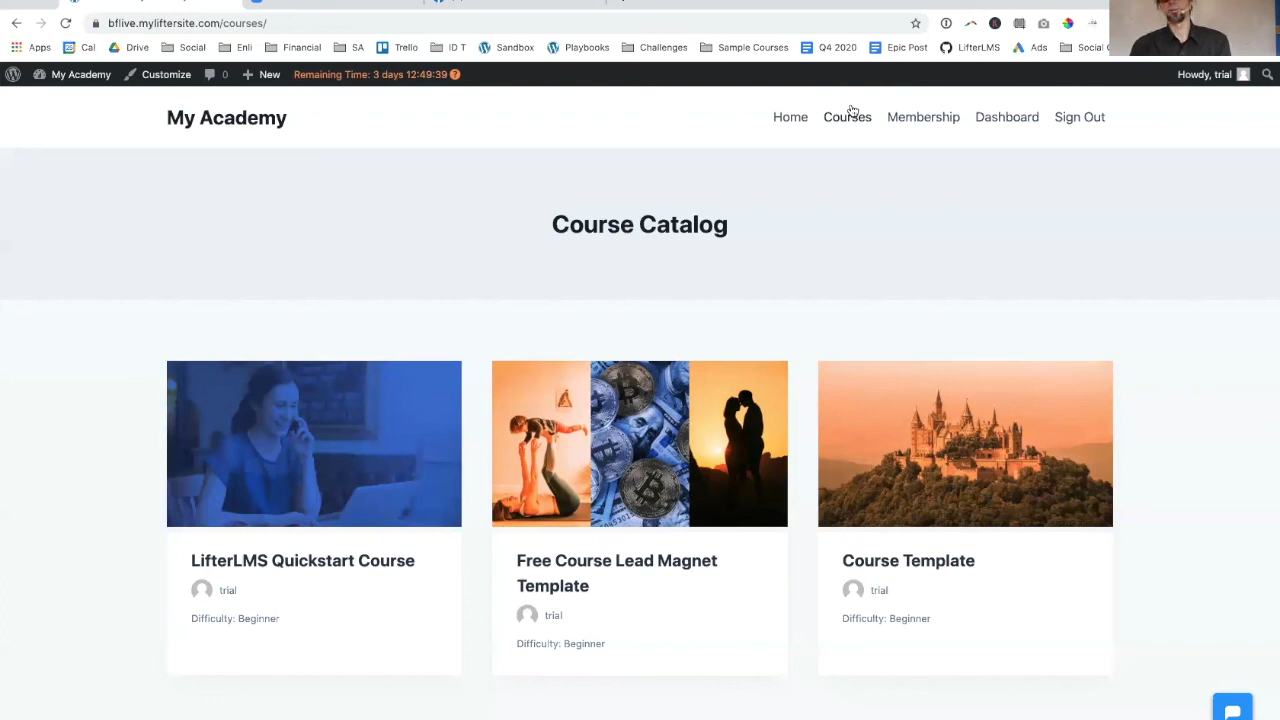 bflive.myliftersite.com/courses/
Apps Cal Drive Social Enli Financial SA Trello ID T Sandbox Playbooks Challenges Sample Courses Q4 2020 Epic Post LifterLMS Ads Social
My Academy Customize 0 New Remaining Time: 3 days 12:49:39 ? Howdy, trial
My Academy Home Courses Membership Dashboard Sign Out
Course Catalog
LifterLMS Quickstart Course
trial
Difficulty: Beginner
Free Course Lead Magnet
Template
trial
Difficulty: Beginner
Course Template
trial
Difficulty: Beginner